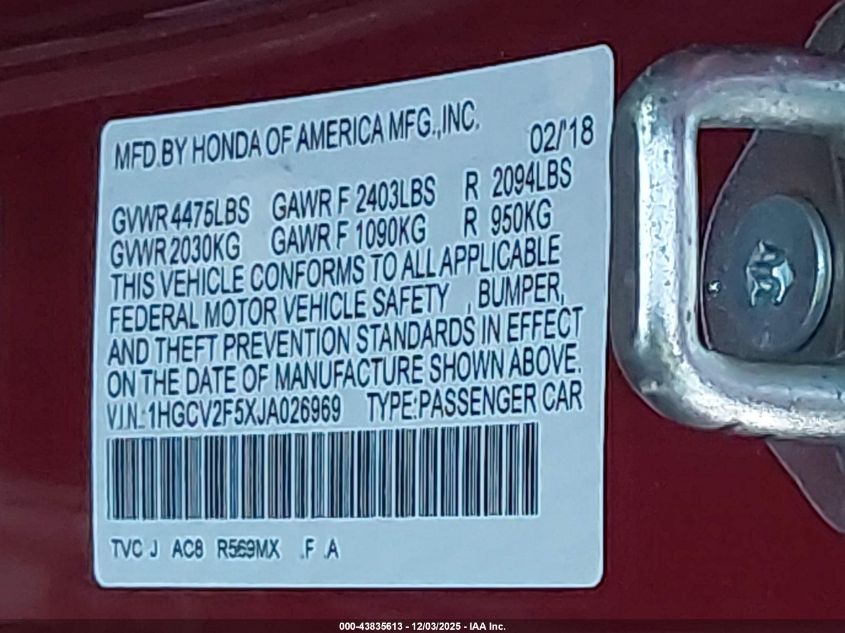 MFD.BY HONDA OF AMERICA MFG.,INC. 02/'18
GVWR 4475LBS GAWR F 2403LBS R 2094LBS
GVWR 2030KG GAWR F 1090KG R 950KG
THIS VEHICLE CONFORMS TO ALL APPLICABLE
FEDERAL MOTOR VEHICLE SAFETY , BUMPER,
AND THEFT PREVENTION STANDARDS IN EFFECT
ON THE DATE OF MANUFACTURE SHOWN ABOVE.
V.I.N.: 1HGCV2F5XJA026969 TYPE:PASSENGER CAR
TVC J AC8 R569MX .F .A
000-43835613 - 12/03/2025 - IAA Inc.